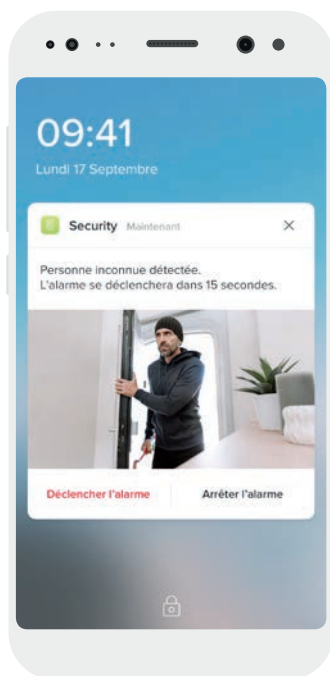 09:41
Lundi 17 Septembre
Security Maintenant
Personne inconnue détectée.
L'alarme se déclenchera dans 15 secondes.
Déclencher l'alarme Arrêter l'alarme